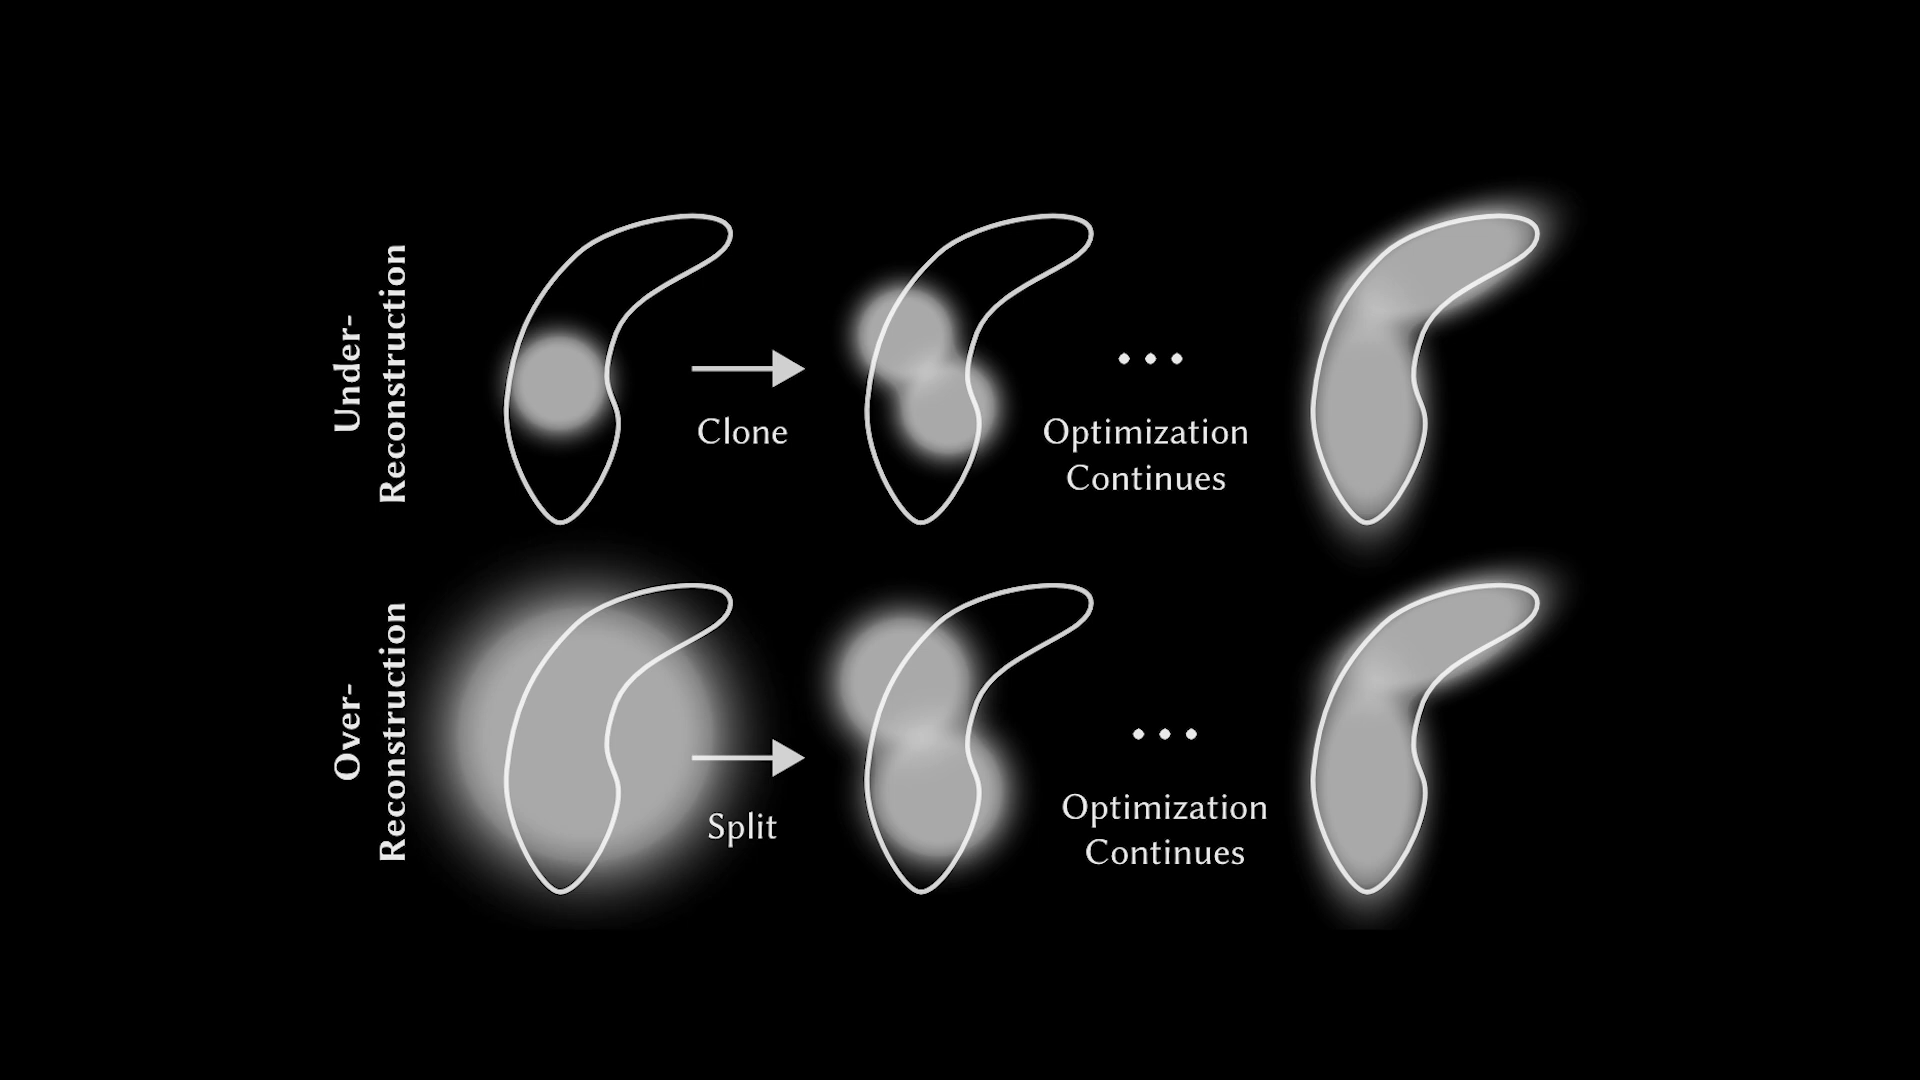 Under-
Reconstruction
Clone
Optimization
Continues
Over-
Reconstruction
Split
Optimization
Continues